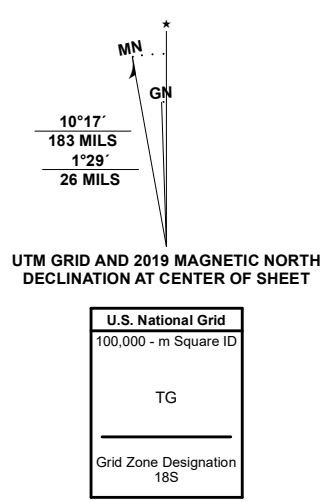 MN
GN
10°17´
183 MILS
1°29´
26 MILS
UTM GRID AND 2019 MAGNETIC NORTH
DECLINATION AT CENTER OF SHEET
U.S. National Grid
100,000 - m Square ID
TG
Grid Zone Designation
18S